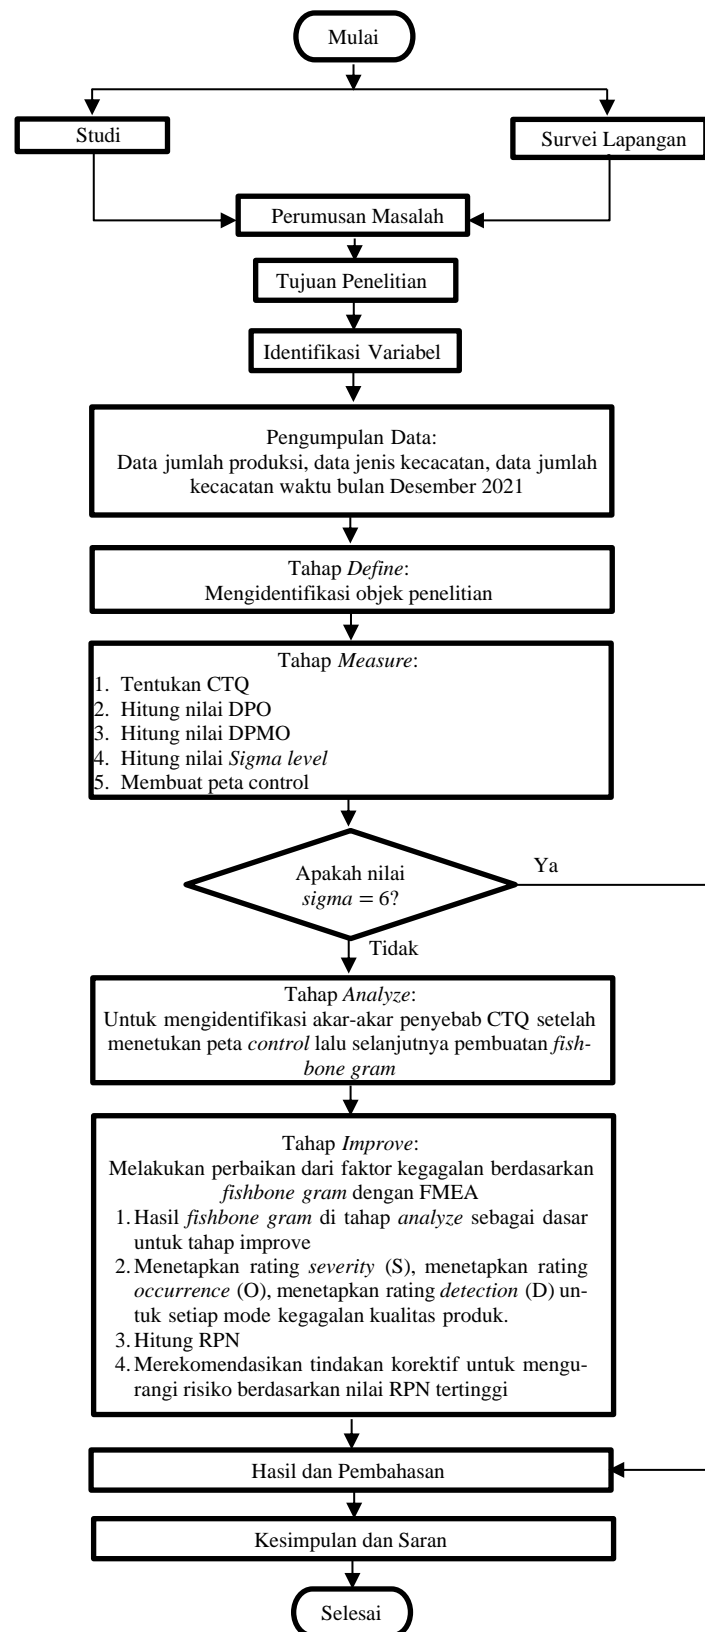 Mulai
Studi
Survei Lapangan
Perumusan Masalah
Tujuan Penelitian
Identifikasi Variabel
Pengumpulan Data:
Data jumlah produksi, data jenis kecacatan, data jumlah
kecacatan waktu bulan Desember 2021
Tahap Define:
Mengidentifikasi objek penelitian
Tahap Measure:
1. Tentukan CTQ
2. Hitung nilai DPO
3. Hitung nilai DPMO
4. Hitung nilai Sigma level
5. Membuat peta control
Apakah nilai
sigma = 6?
Ya
Tidak
Tahap Analyze:
Untuk mengidentifikasi akar-akar penyebab CTQ setelah
menetukan peta control lalu selanjutnya pembuatan fish-
bone gram
Tahap Improve:
Melakukan perbaikan dari faktor kegagalan berdasarkan
fishbone gram dengan FMEA
1. Hasil fishbone gram di tahap analyze sebagai dasar
untuk tahap improve
2. Menetapkan rating severity (S), menetapkan rating
occurrence (O), menetapkan rating detection (D) un-
tuk setiap mode kegagalan kualitas produk.
3. Hitung RPN
4. Merekomendasikan tindakan korektif untuk mengu-
rangi risiko berdasarkan nilai RPN tertinggi
Hasil dan Pembahasan
Kesimpulan dan Saran
Selesai